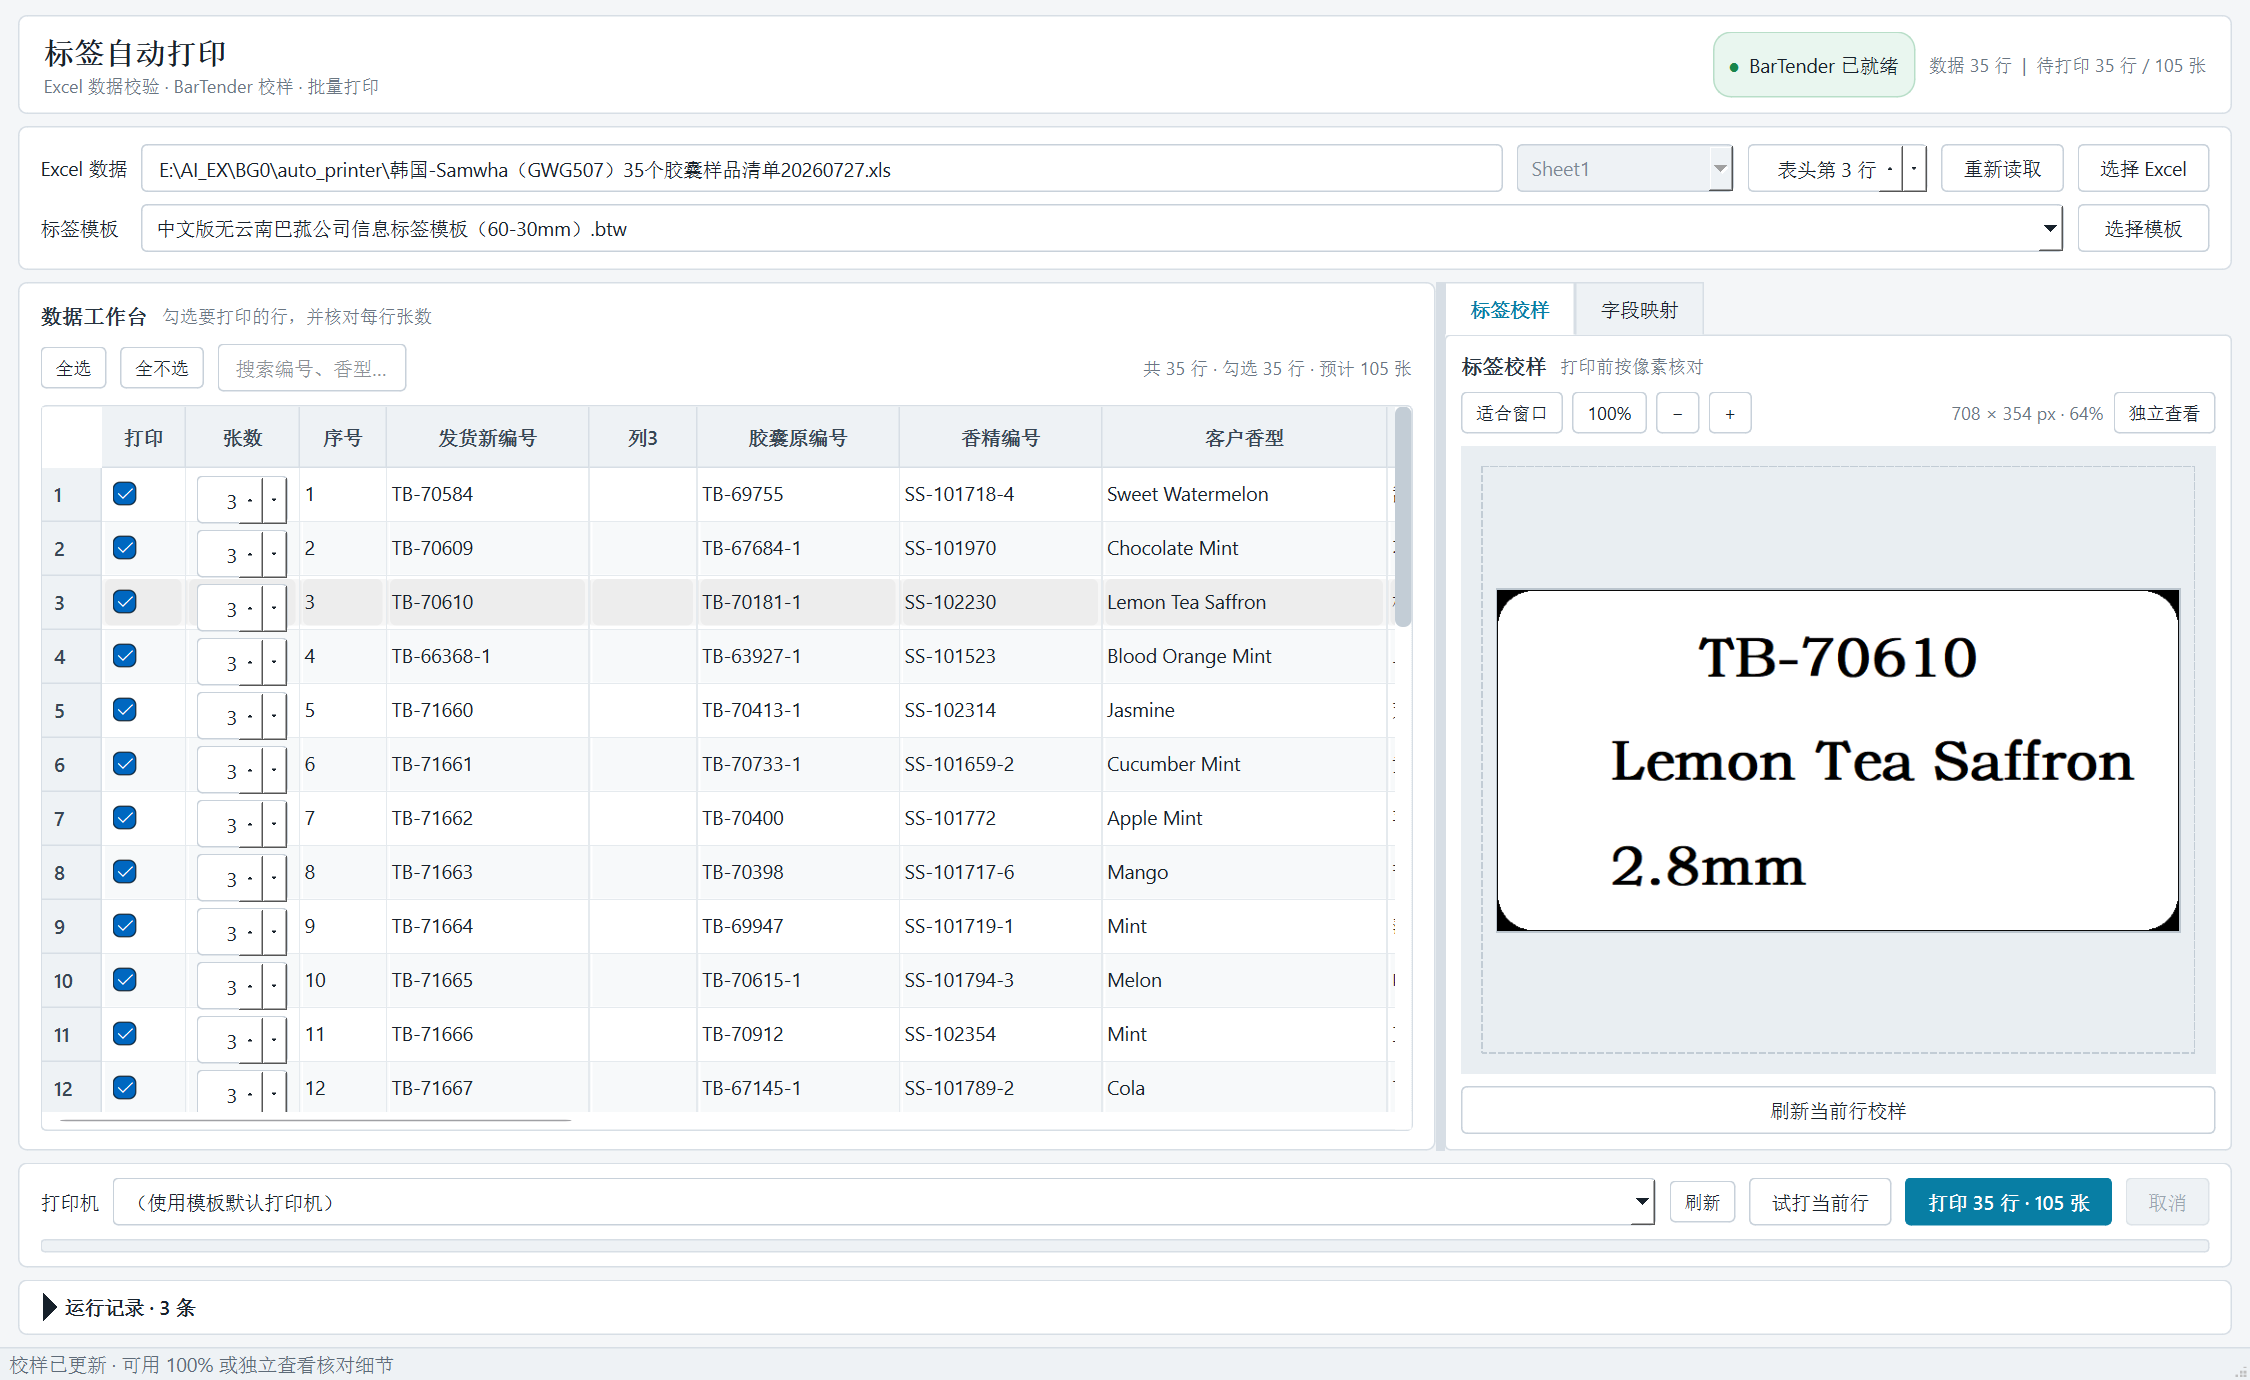 标签自动打印
Excel 数据校验 · BarTender 校样 · 批量打印
● BarTender 已就绪
数据 35 行 | 待打印 35 行 / 105 张
Excel 数据 E:\AI_EX\BG0\auto_printer\韩国-Samwha（GWG507）35个胶囊样品清单20260727.xls Sheet1 表头第 3 行 重新读取 选择 Excel
标签模板 中文版无云南巴菰公司信息标签模板（60-30mm）.btw 选择模板
数据工作台 勾选要打印的行，并核对每行张数
全选 全不选 搜索编号、香型... 共 35 行 · 勾选 35 行 · 预计 105 张
打印 张数 序号 发货新编号 列3 胶囊原编号 香精编号 客户香型
1 3 1 TB-70584 TB-69755 SS-101718-4 Sweet Watermelon
2 3 2 TB-70609 TB-67684-1 SS-101970 Chocolate Mint
3 3 3 TB-70610 TB-70181-1 SS-102230 Lemon Tea Saffron
4 3 4 TB-66368-1 TB-63927-1 SS-101523 Blood Orange Mint
5 3 5 TB-71660 TB-70413-1 SS-102314 Jasmine
6 3 6 TB-71661 TB-70733-1 SS-101659-2 Cucumber Mint
7 3 7 TB-71662 TB-70400 SS-101772 Apple Mint
8 3 8 TB-71663 TB-70398 SS-101717-6 Mango
9 3 9 TB-71664 TB-69947 SS-101719-1 Mint
10 3 10 TB-71665 TB-70615-1 SS-101794-3 Melon
11 3 11 TB-71666 TB-70912 SS-102354 Mint
12 3 12 TB-71667 TB-67145-1 SS-101789-2 Cola
标签校样 字段映射
标签校样 打印前按像素核对
适合窗口 100% − + 708 × 354 px · 64% 独立查看
TB-70610
Lemon Tea Saffron
2.8mm
刷新当前行校样
打印机 （使用模板默认打印机） 刷新 试打当前行 打印 35 行 · 105 张 取消
运行记录 · 3 条
校样已更新 · 可用 100% 或独立查看核对细节